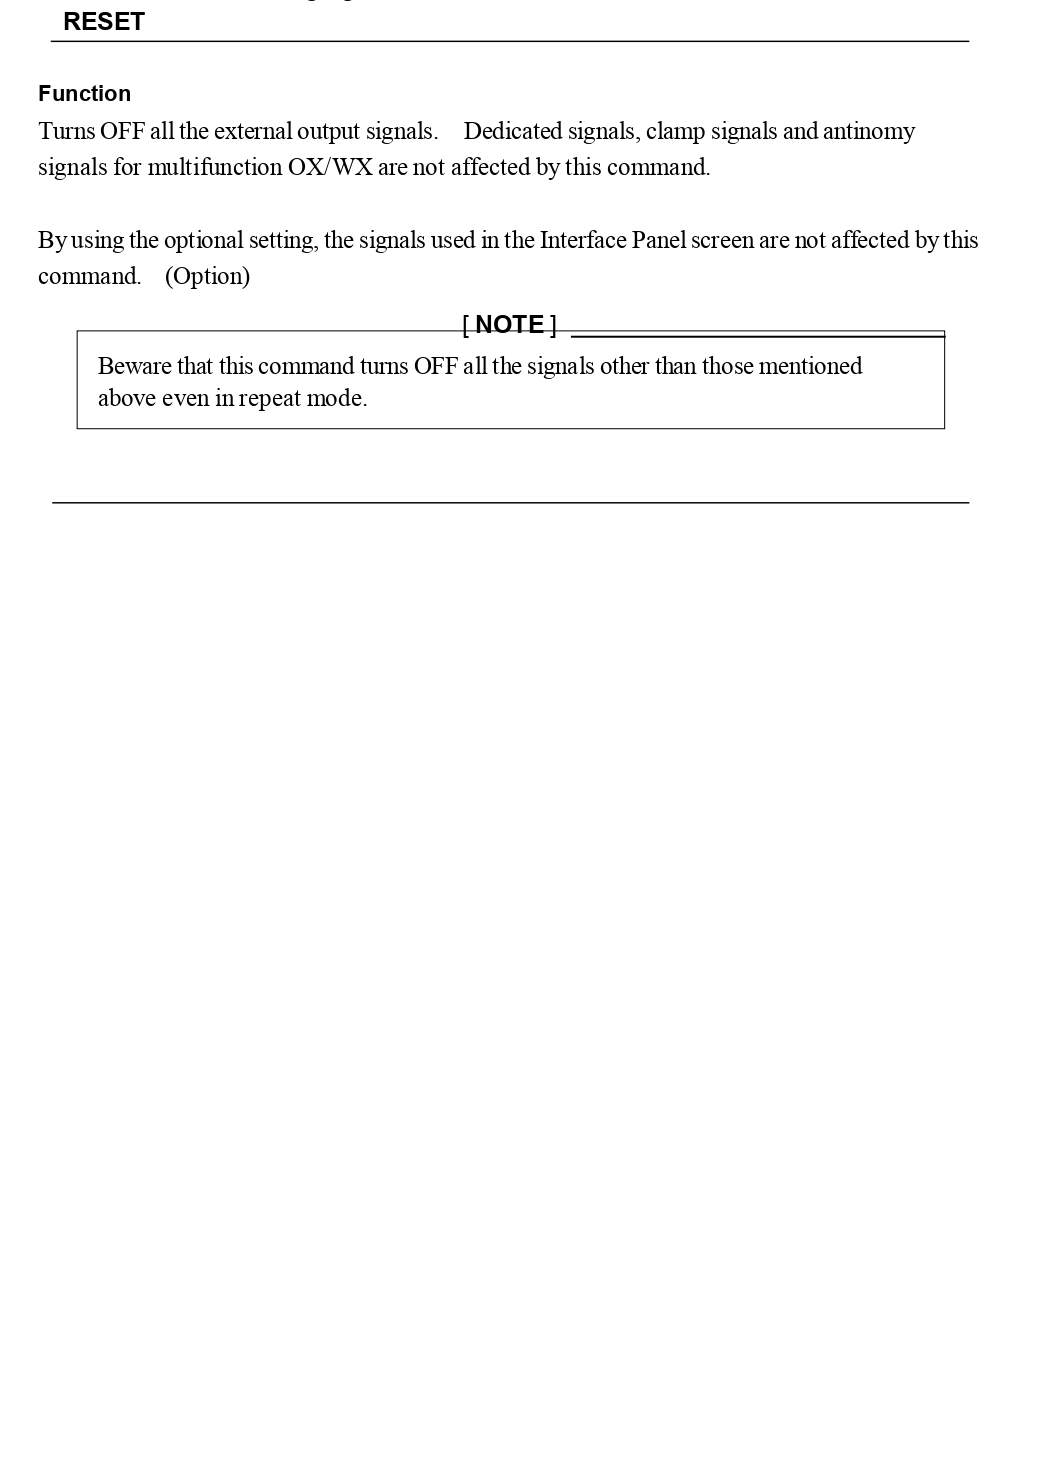 RESET
Function
Turns OFF all the external output signals. Dedicated signals, clamp signals and antinomy
signals for multifunction OX/WX are not affected by this command.
By using the optional setting, the signals used in the Interface Panel screen are not affected by this
command. (Option)
[ NOTE ]
Beware that this command turns OFF all the signals other than those mentioned
above even in repeat mode.